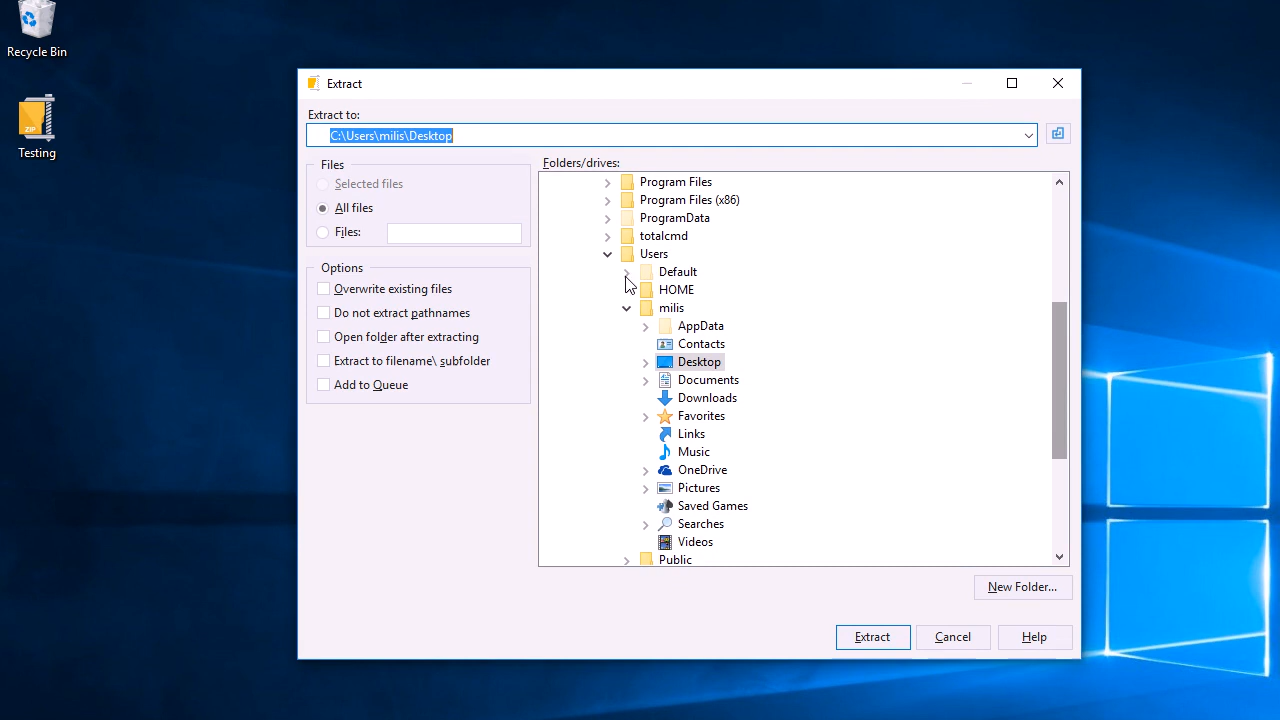 Recycle Bin
ZIP
Testing
Extract
Extract to:
C:\Users\milis\Desktop
Files
Selected files
All files
Files:
Options
Overwrite existing files
Do not extract pathnames
Open folder after extracting
Extract to filename\ subfolder
Add to Queue
Folders/drives:
Program Files
Program Files (x86)
ProgramData
totalcmd
Users
Default
HOME
milis
AppData
Contacts
Desktop
Documents
Downloads
Favorites
Links
Music
OneDrive
Pictures
Saved Games
Searches
Videos
Public
New Folder...
Extract
Cancel
Help